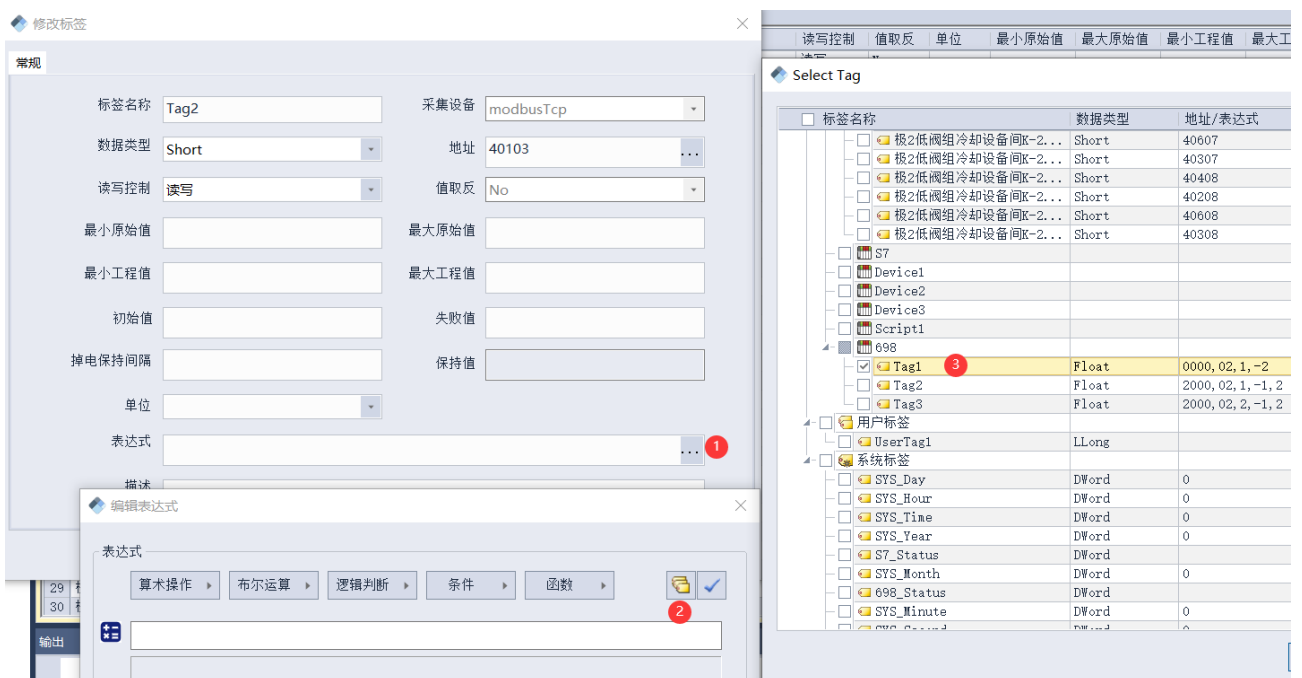 修改标签
常规
标签名称 Tag2 采集设备 modbusTcp
数据类型 Short 地址 40103 ...
读写控制 读写 值取反 No
最小原始值 最大原始值
最小工程值 最大工程值
初始值 失败值
掉电保持间隔 保持值
单位
表达式 ... 1
描述
编辑表达式
表达式
算术操作 布尔运算 逻辑判断 条件 函数
2
29
30
输出
读写控制 值取反 单位 最小原始值 最大原始值 最小工程值 最大工
Select Tag
标签名称 数据类型 地址/表达式
极2低阀组冷却设备间K-2... Short 40607
极2低阀组冷却设备间K-2... Short 40307
极2低阀组冷却设备间K-2... Short 40408
极2低阀组冷却设备间K-2... Short 40208
极2低阀组冷却设备间K-2... Short 40608
极2低阀组冷却设备间K-2... Short 40308
S7
Device1
Device2
Device3
Script1
698
Tag1 3 Float 0000,02,1,-2
Tag2 Float 2000,02,1,-1,2
Tag3 Float 2000,02,2,-1,2
用户标签
UserTag1 LLong
系统标签
SYS_Day DWord 0
SYS_Hour DWord 0
SYS_Time DWord 0
SYS_Year DWord 0
S7_Status DWord
SYS_Month DWord 0
698_Status DWord
SYS_Minute DWord 0